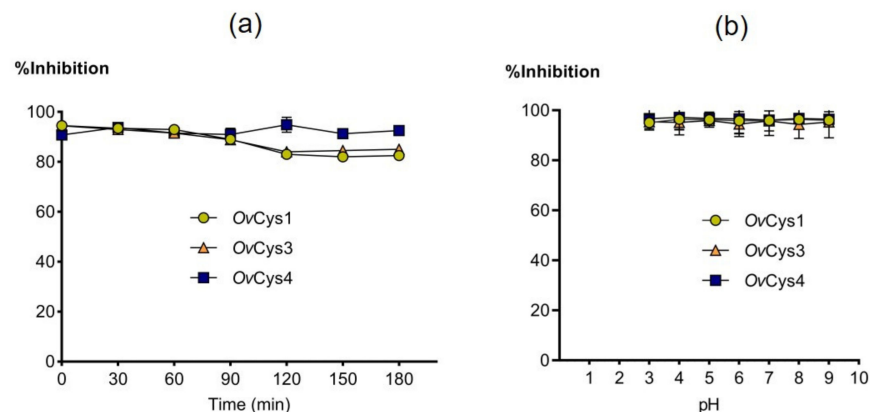 (a)
%Inhibition
100
80
60
40
20
0
OvCys1
OvCys3
OvCys4
0 30 60 90 120 150 180
Time (min)
(b)
%Inhibition
100
80
60
40
20
0
OvCys1
OvCys3
OvCys4
1 2 3 4 5 6 7 8 9 10
pH